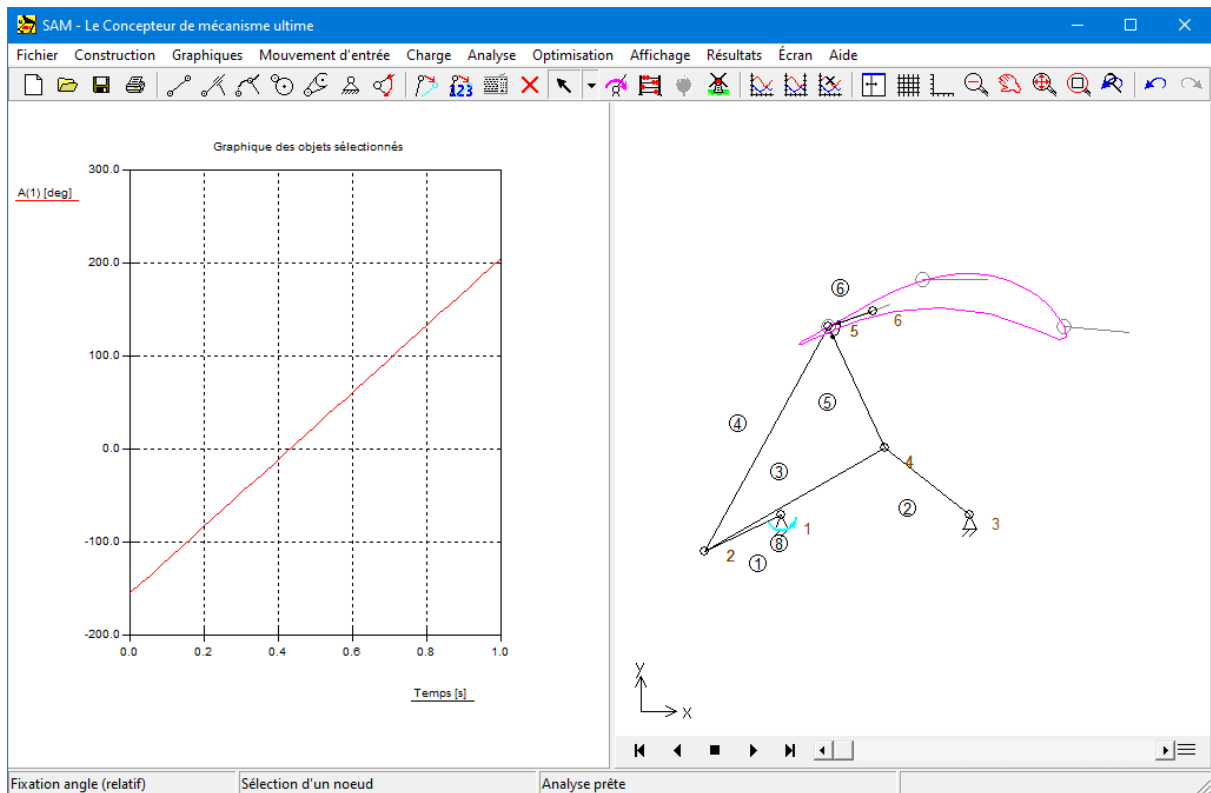 SAM - Le Concepteur de mécanisme ultime
Fichier Construction Graphiques Mouvement d'entrée Charge Analyse Optimisation Affichage Résultats Écran Aide
123
Graphique des objets sélectionnés
A(1) [deg]
300.0
200.0
100.0
0.0
-100.0
-200.0
0.0 0.2 0.4 0.6 0.8 1.0
Temps [s]
6
6
5
5
4
4
3
2
3
1
8
2
1
y
x
Fixation angle (relatif) Sélection d'un noeud Analyse prête